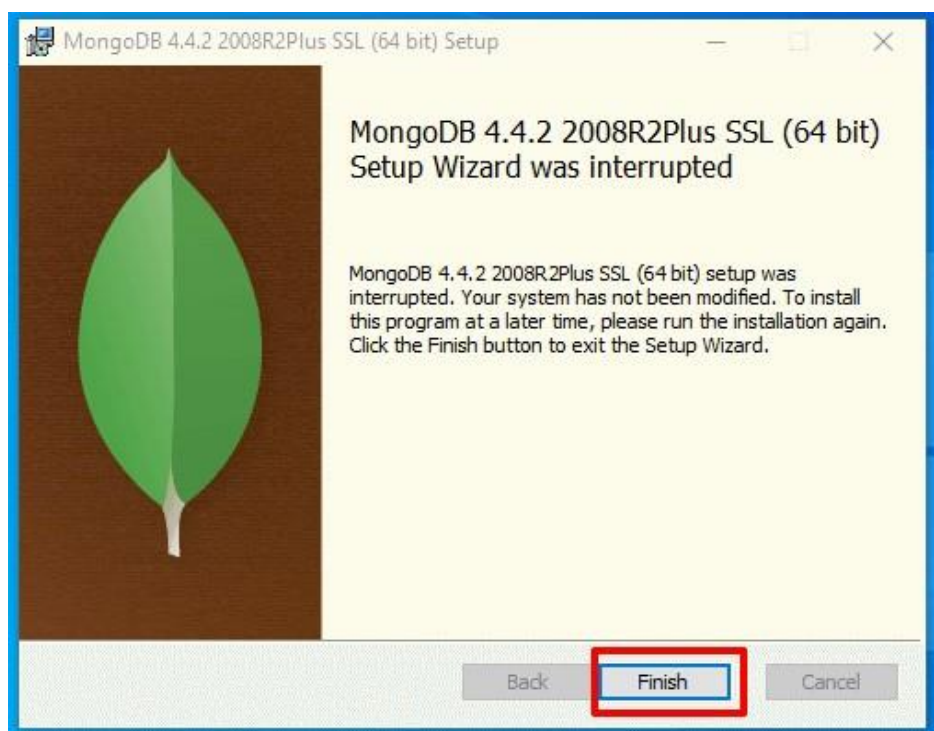 MongoDB 4.4.2 2008R2Plus SSL (64 bit) Setup
MongoDB 4.4.2 2008R2Plus SSL (64 bit)
Setup Wizard was interrupted
MongoDB 4.4.2 2008R2Plus SSL (64 bit) setup was
interrupted. Your system has not been modified. To install
this program at a later time, please run the installation again.
Click the Finish button to exit the Setup Wizard.
Back Finish Cancel